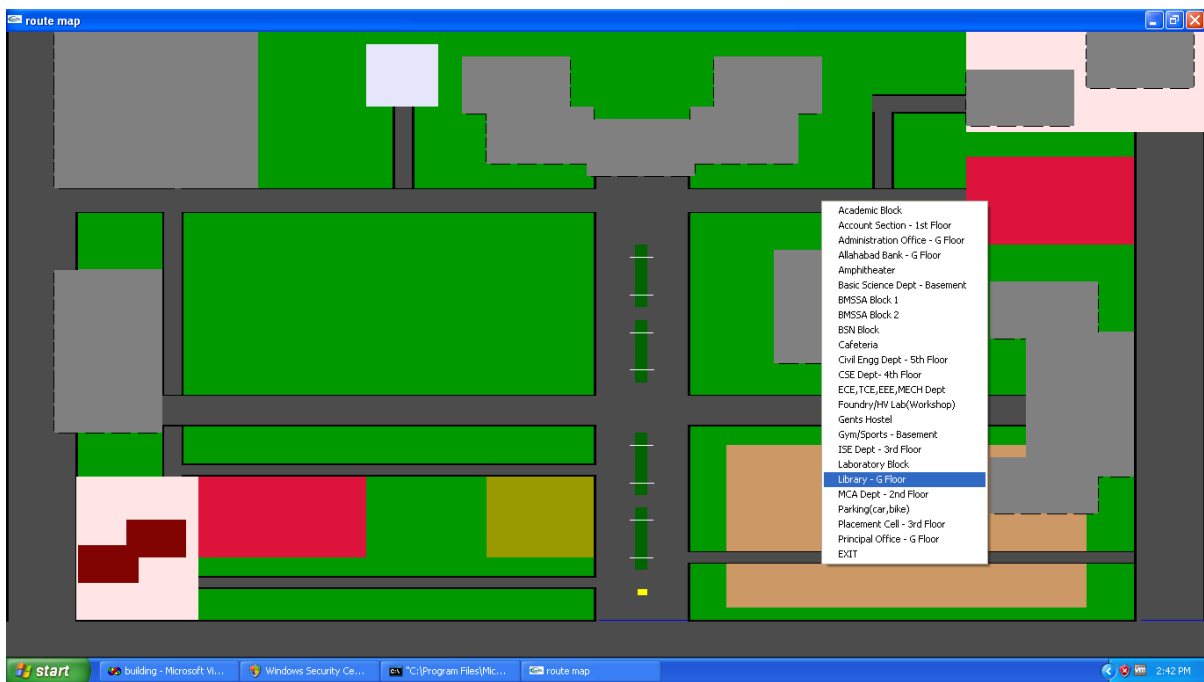 route map
Academic Block
Account Section - 1st Floor
Administration Office - G Floor
Allahabad Bank - G Floor
Amphitheater
Basic Science Dept - Basement
BMSSA Block 1
BMSSA Block 2
BSN Block
Cafeteria
Civil Engg Dept - 5th Floor
CSE Dept- 4th Floor
ECE,TCE,EEE,MECH Dept
Foundry/HV Lab(Workshop)
Gents Hostel
Gym/Sports - Basement
ISE Dept - 3rd Floor
Laboratory Block
Library - G Floor
MCA Dept - 2nd Floor
Parking(car,bike)
Placement Cell - 3rd Floor
Principal Office - G Floor
EXIT
start building - Microsoft Vi... Windows Security Ce... "C:\Program Files\Mic... route map 2:42 PM